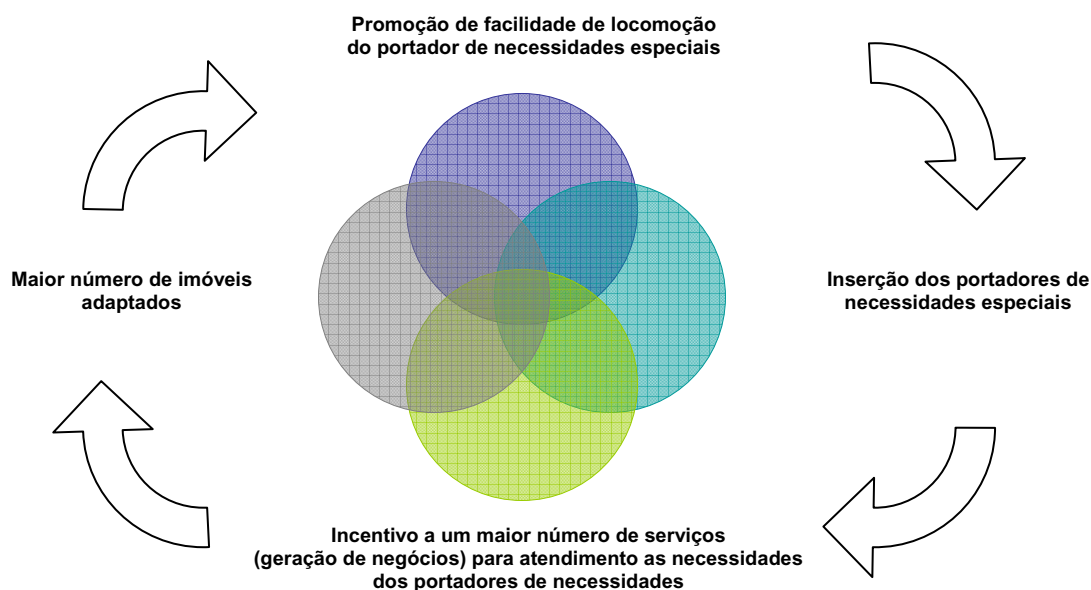 Promoção de facilidade de locomoção
do portador de necessidades especiais
Maior número de imóveis
adaptados
Inserção dos portadores de
necessidades especiais
Incentivo a um maior número de serviços
(geração de negócios) para atendimento as necessidades
dos portadores de necessidades